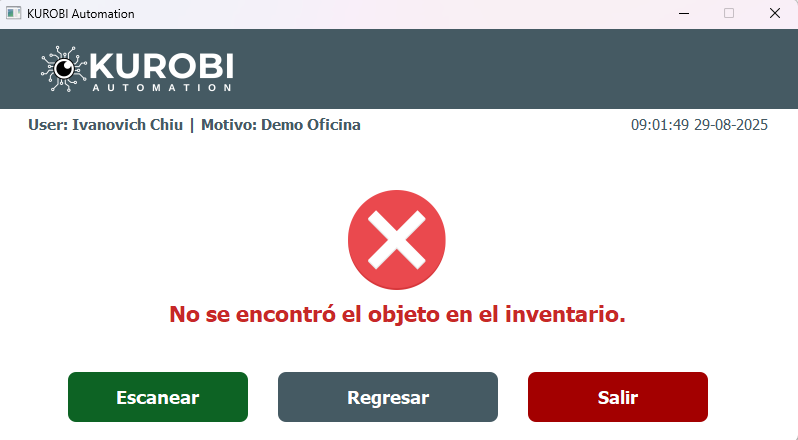 KUROBI Automation
KUROBI
AUTOMATION
User: Ivanovich Chiu | Motivo: Demo Oficina
09:01:49 29-08-2025
No se encontró el objeto en el inventario.
Escanear
Regresar
Salir